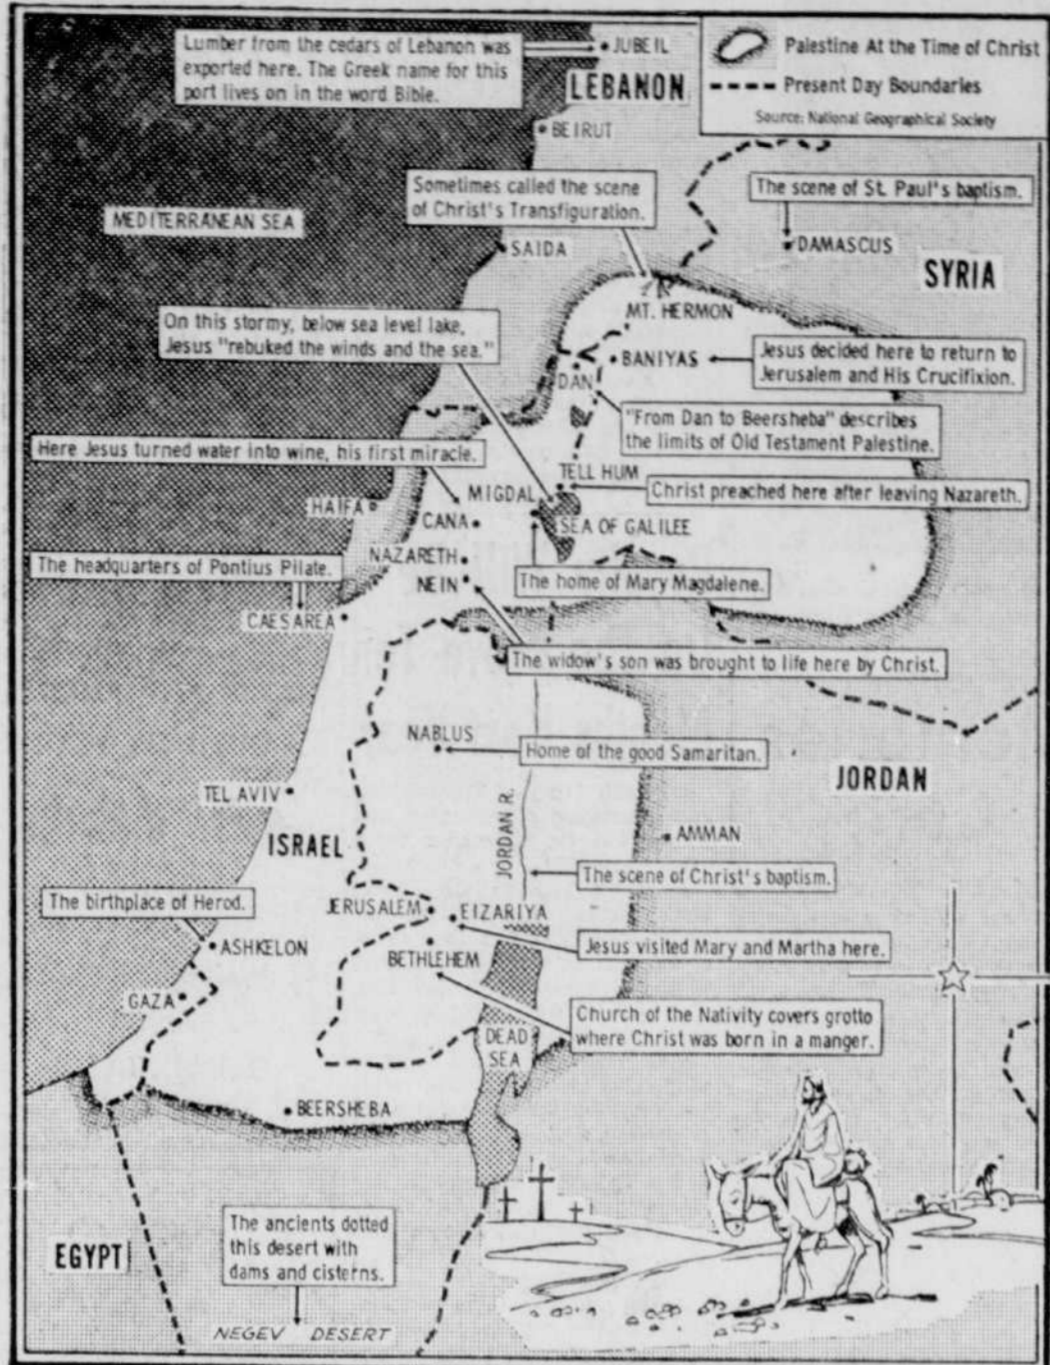 Lumber from the cedars of Lebanon was
exported here. The Greek name for this
port lives on in the word Bible.
JUBEIL
LEBANON
Palestine At the Time of Christ
Present Day Boundaries
Source: National Geographical Society
BEIRUT
Sometimes called the scene
of Christ's Transfiguration.
The scene of St. Paul's baptism.
MEDITERRANEAN SEA
SAIDA
DAMASCUS
SYRIA
MT. HERMON
On this stormy, below sea level lake,
Jesus "rebuked the winds and the sea."
BANIYAS
Jesus decided here to return to
Jerusalem and His Crucifixion.
DAN
"From Dan to Beersheba" describes
the limits of Old Testament Palestine.
Here Jesus turned water into wine, his first miracle.
TELL HUM
MIGDAL
Christ preached here after leaving Nazareth.
HAIFA
CANA
SEA OF GALILEE
NAZARETH
The headquarters of Pontius Pilate.
NEIN
The home of Mary Magdalene.
CAESAREA
The widow's son was brought to life here by Christ.
NABLUS
Home of the good Samaritan.
JORDAN
TEL AVIV
JORDAN R.
ISRAEL
AMMAN
The scene of Christ's baptism.
The birthplace of Herod.
JERUSALEM
EIZARIYA
ASHKELON
Jesus visited Mary and Martha here.
BETHLEHEM
GAZA
Church of the Nativity covers grotto
where Christ was born in a manger.
DEAD
SEA
BEERSHEBA
EGYPT
The ancients dotted
this desert with
dams and cisterns.
NEGEV DESERT